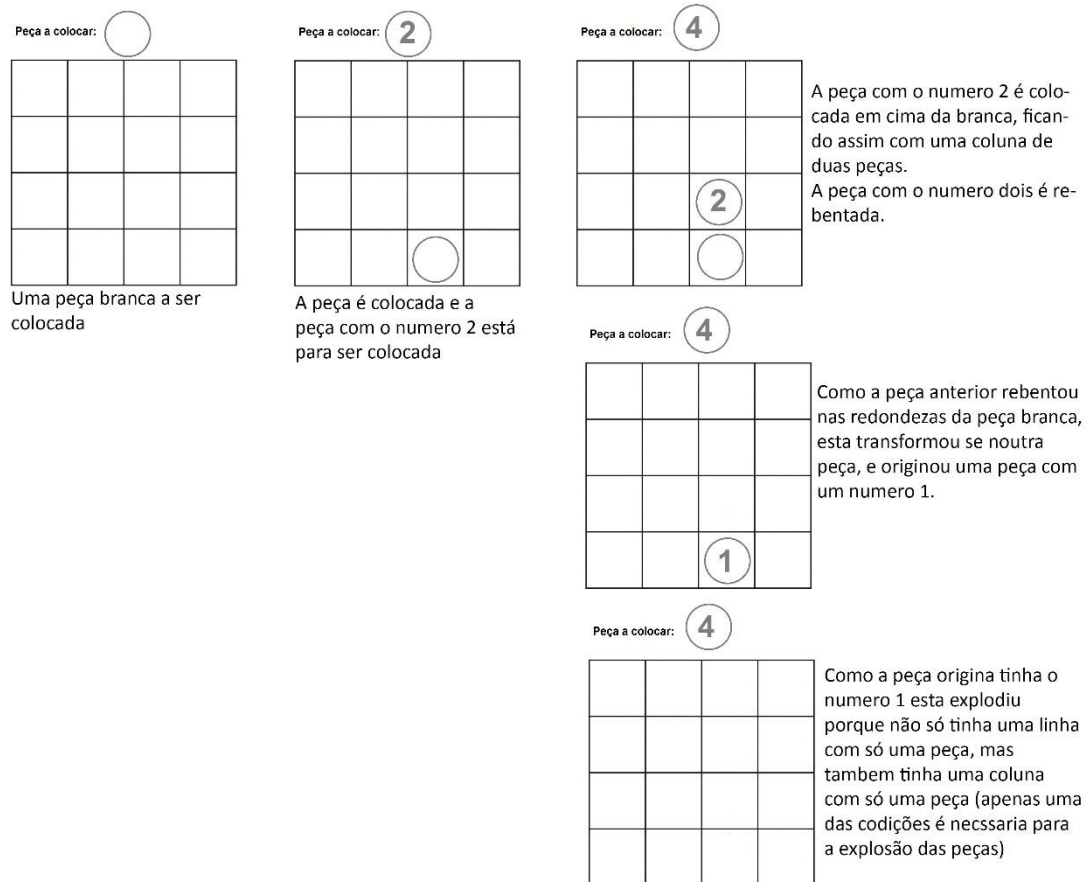 Peça a colocar:
Uma peça branca a ser
colocada
Peça a colocar: 2
A peça é colocada e a
peça com o numero 2 está
para ser colocada
Peça a colocar: 4
2
A peça com o numero 2 é colo-
cada em cima da branca, fican-
do assim com uma coluna de
duas peças.
A peça com o numero dois é re-
bentada.
Peça a colocar: 4
1
Como a peça anterior rebentou
nas redondezas da peça branca,
esta transformou se noutra
peça, e originou uma peça com
um numero 1.
Peça a colocar: 4
Como a peça origina tinha o
numero 1 esta explodiu
porque não só tinha uma linha
com só uma peça, mas
tambem tinha uma coluna
com só uma peça (apenas uma
das codições é necssaria para
a explosão das peças)